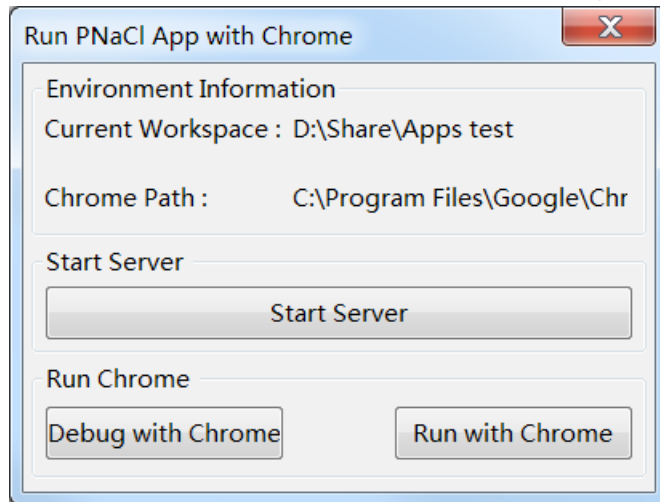 Run PNaCl App with Chrome
Environment Information
Current Workspace : D:\Share\Apps test
Chrome Path : C:\Program Files\Google\Chr
Start Server
Start Server
Run Chrome
Debug with Chrome Run with Chrome